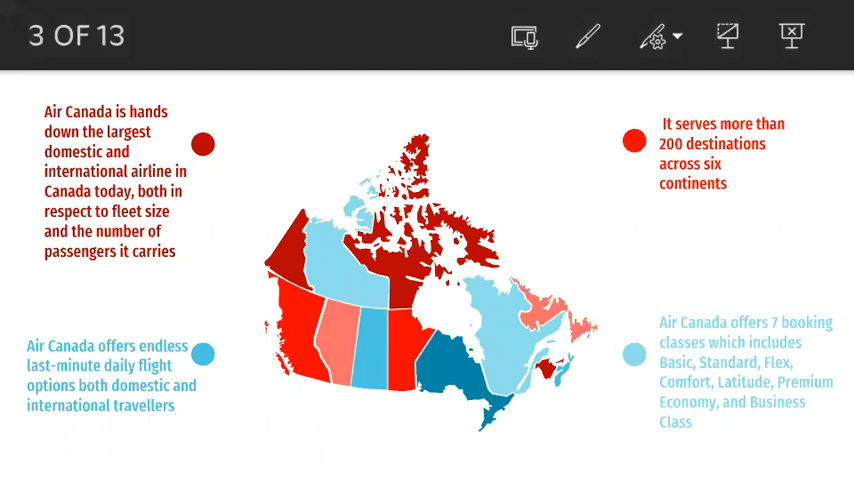 3 OF 13
Air Canada is hands
down the largest
domestic and
international airline in
Canada today, both in
respect to fleet size
and the number of
passengers it carries
It serves more than
200 destinations
across six
continents
Air Canada offers endless
last-minute daily flight
options both domestic and
international travellers
Air Canada offers 7 booking
classes which includes
Basic, Standard, Flex,
Comfort, Latitude, Premium
Economy, and Business
Class